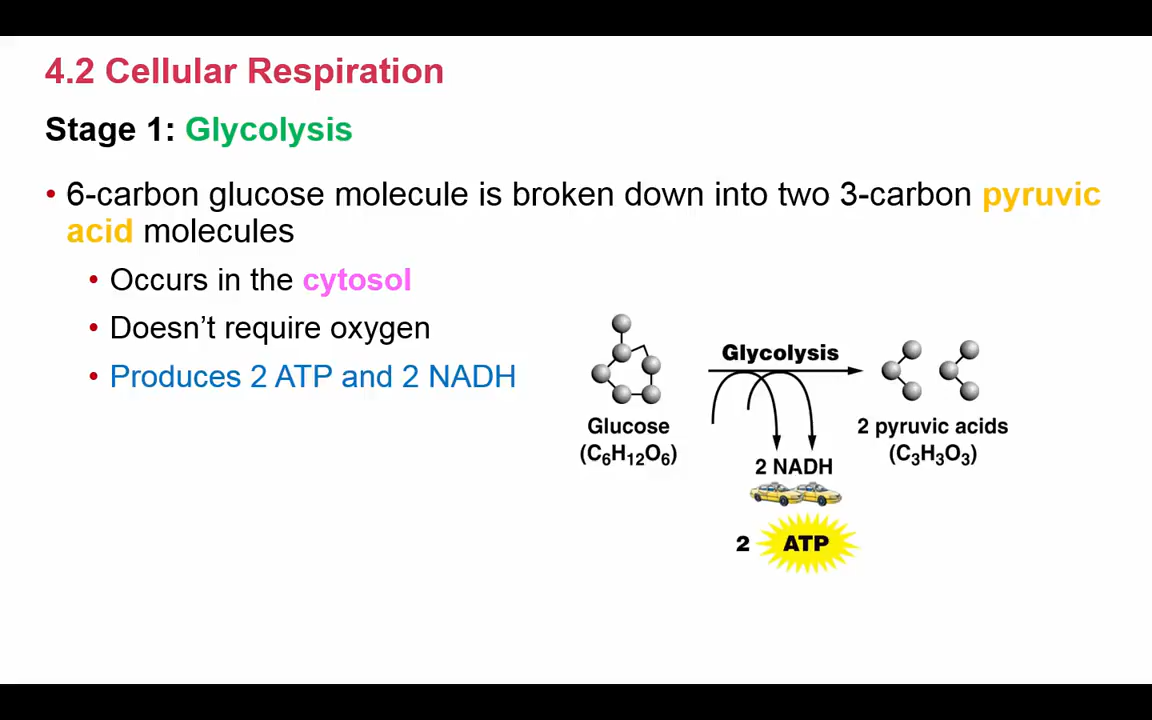 4.2 Cellular Respiration
Stage 1: Glycolysis
• 6-carbon glucose molecule is broken down into two 3-carbon pyruvic
acid molecules
• Occurs in the cytosol
• Doesn’t require oxygen
• Produces 2 ATP and 2 NADH
Glycolysis
Glucose
(C₆H₁₂O₆)
2 pyruvic acids
(C₃H₃O₃)
2 NADH
2 ATP